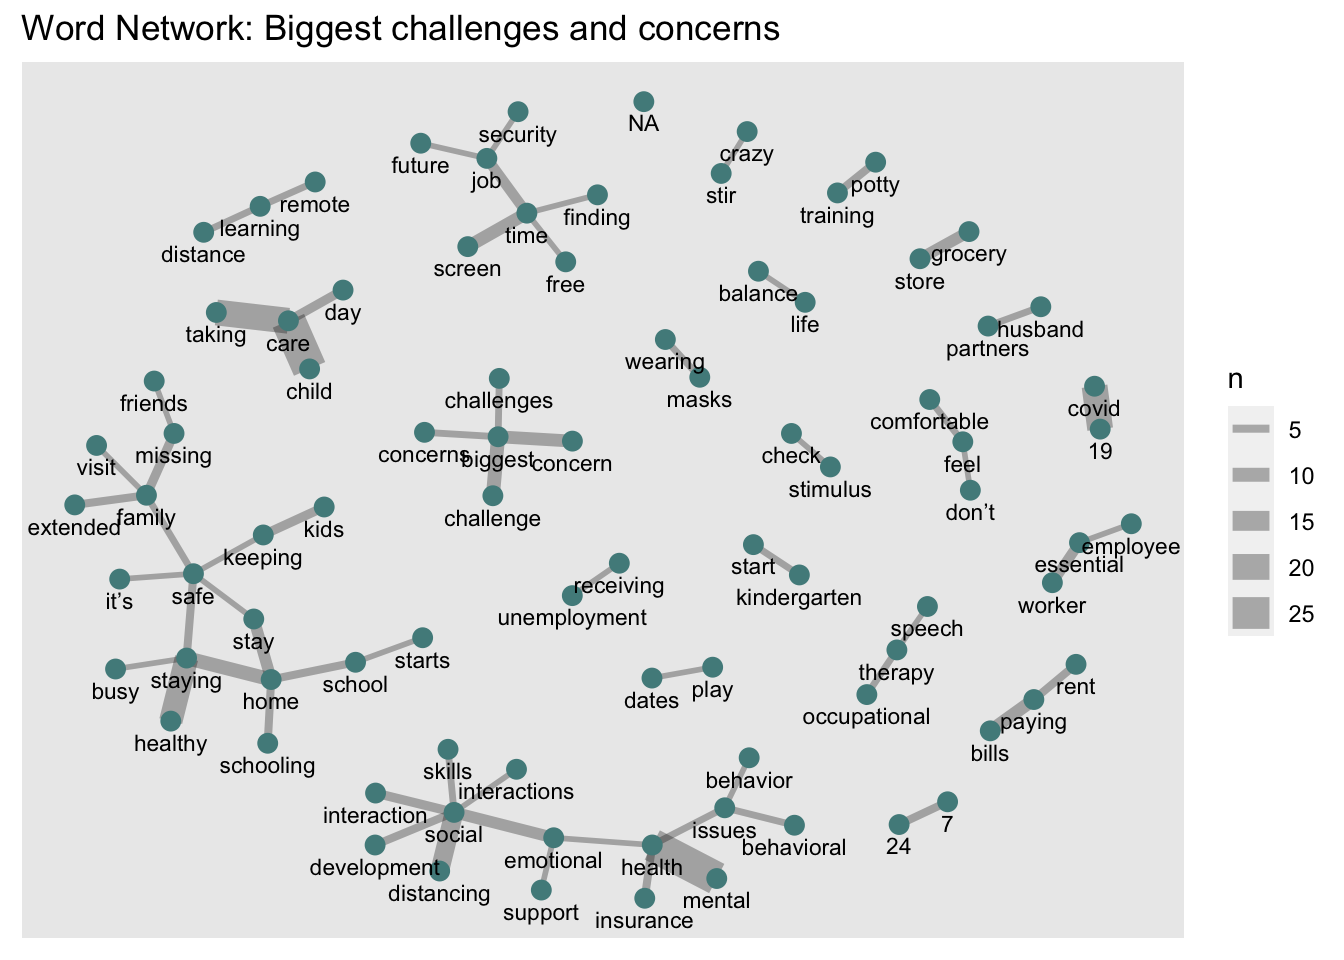 Word Network: Biggest challenges and concerns
NA
security
crazy
future
job
stir
potty
training
remote
learning
distance
finding
time
screen
free
grocery
store
balance
life
day
taking
care
child
husband
partners
wearing
masks
friends
challenges
covid
comfortable
missing
visit
concerns
biggest
concern
check
19
feel
stimulus
extended
family
challenge
don't
kids
keeping
employee
essential
start
receiving
it's
safe
kindergarten
worker
unemployment
speech
stay
starts
therapy
busy
staying
school
home
dates
play
rent
occupational
paying
healthy
bills
schooling
skills
interactions
behavior
interaction
social
issues
7
behavioral
24
emotional
development
health
distancing
mental
support
insurance
n
5
10
15
20
25